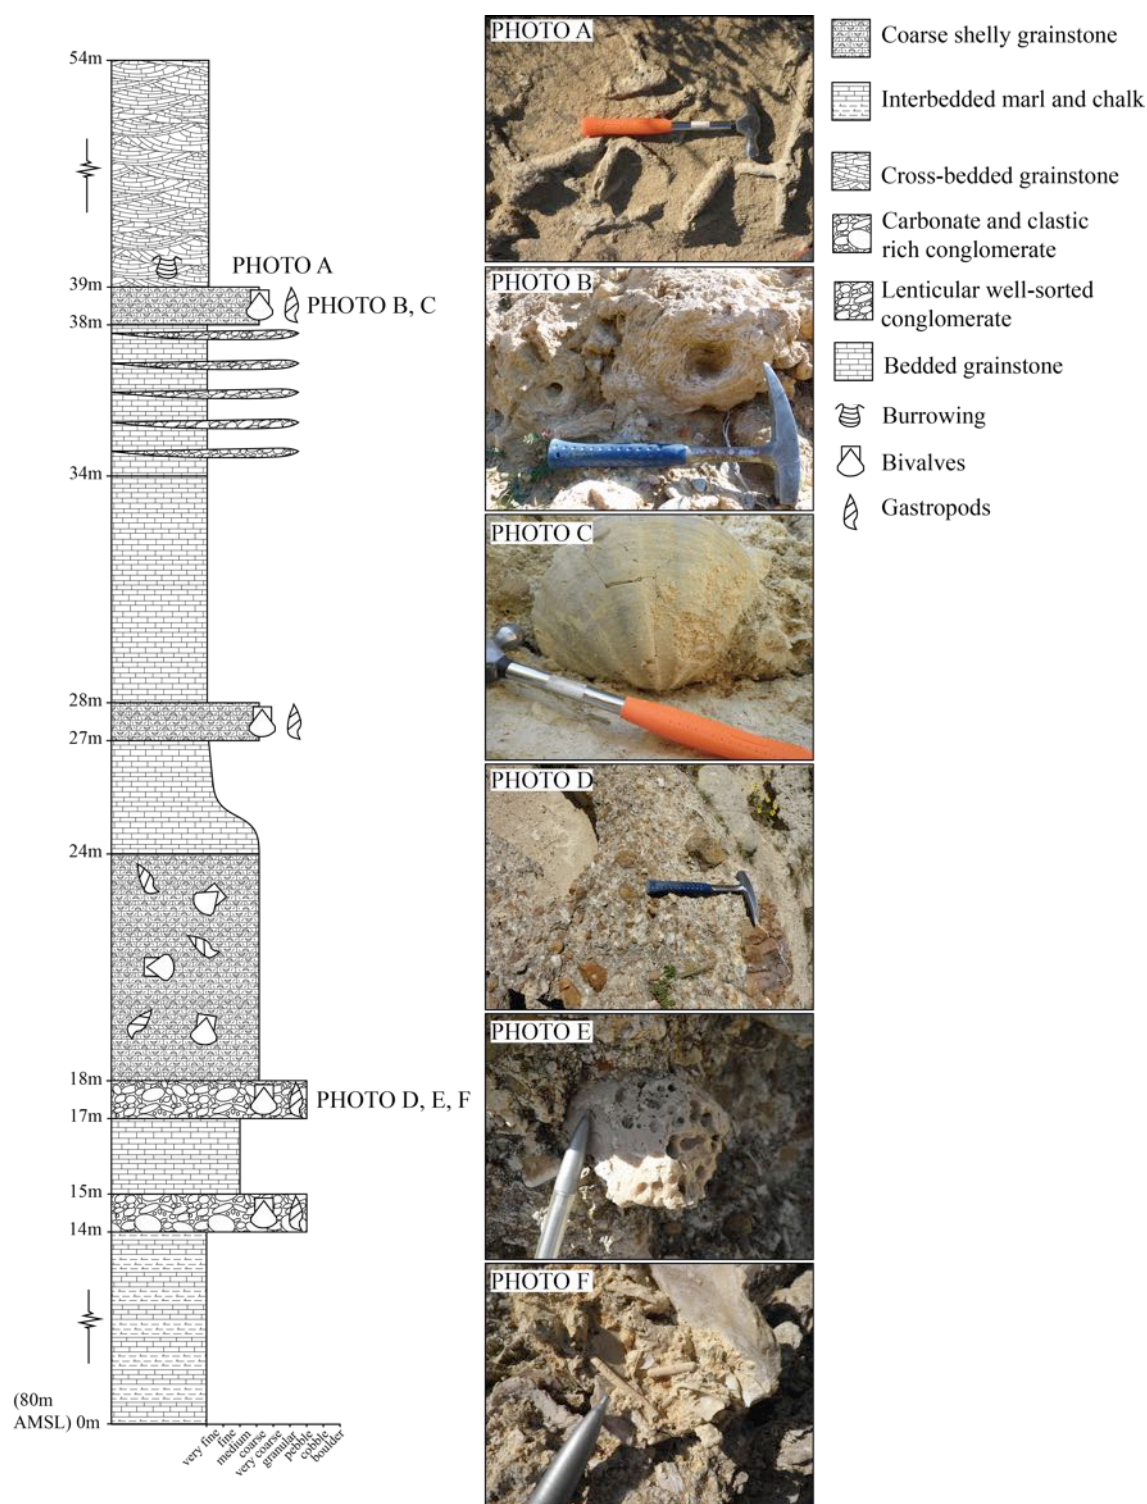 54m
39m
38m
34m
28m
27m
24m
18m
17m
15m
14m
(80m
AMSL) 0m
very fine
fine
medium
coarse
very coarse
granular
pebble
cobble
boulder
PHOTO A
PHOTO B, C
PHOTO D, E, F
PHOTO A
PHOTO B
PHOTO C
PHOTO D
PHOTO E
PHOTO F
Coarse shelly grainstone
Interbedded marl and chalk
Cross-bedded grainstone
Carbonate and clastic
rich conglomerate
Lenticular well-sorted
conglomerate
Bedded grainstone
Burrowing
Bivalves
Gastropods